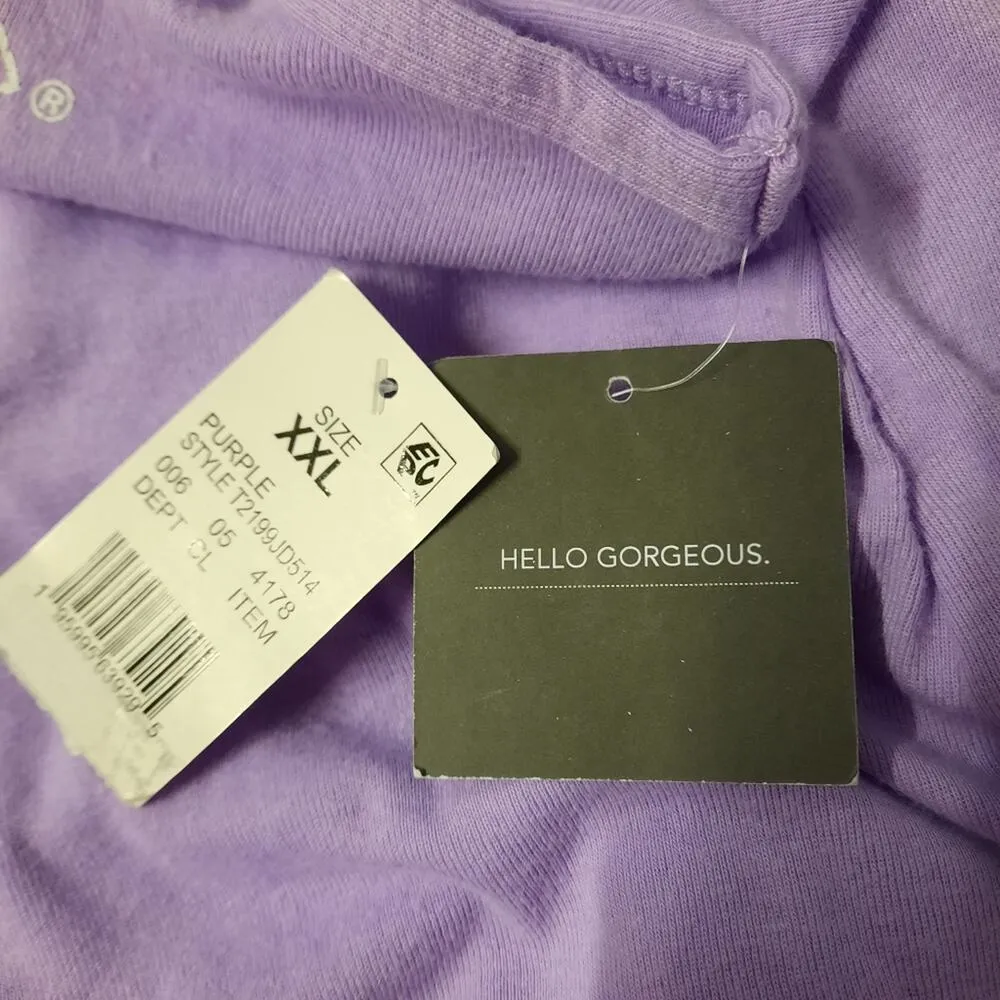 ®
SIZE
XXL
PURPLE
STYLE T2199JD514
006 05 4178
DEPT CL ITEM
HELLO GORGEOUS.